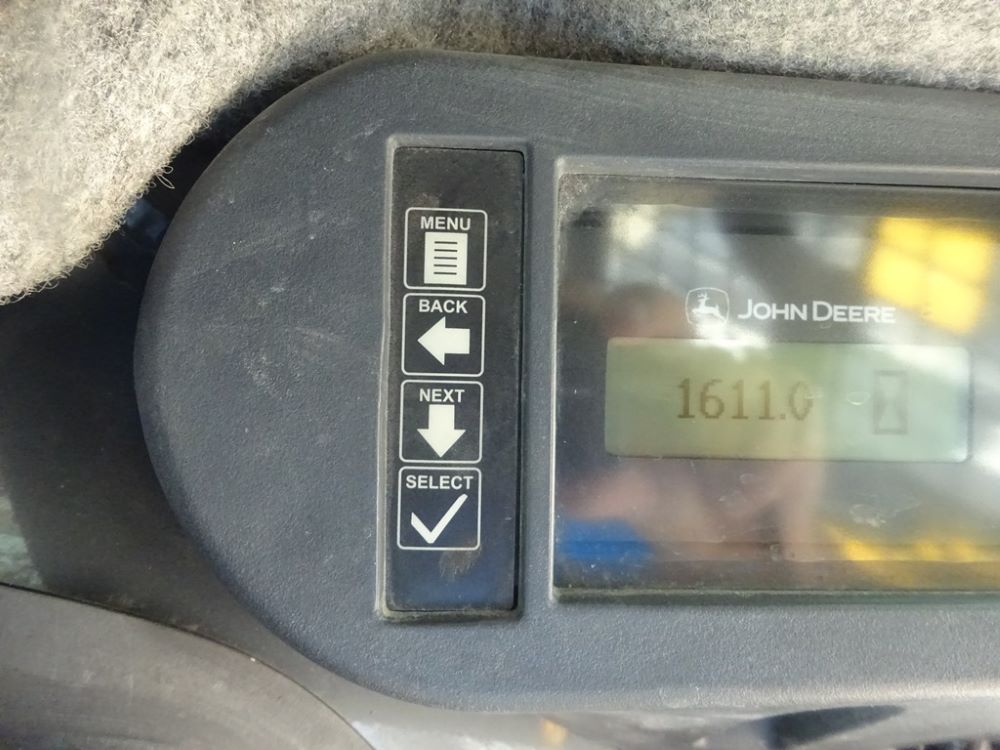 MENU
BACK
NEXT
SELECT
JOHN DEERE
1611.0